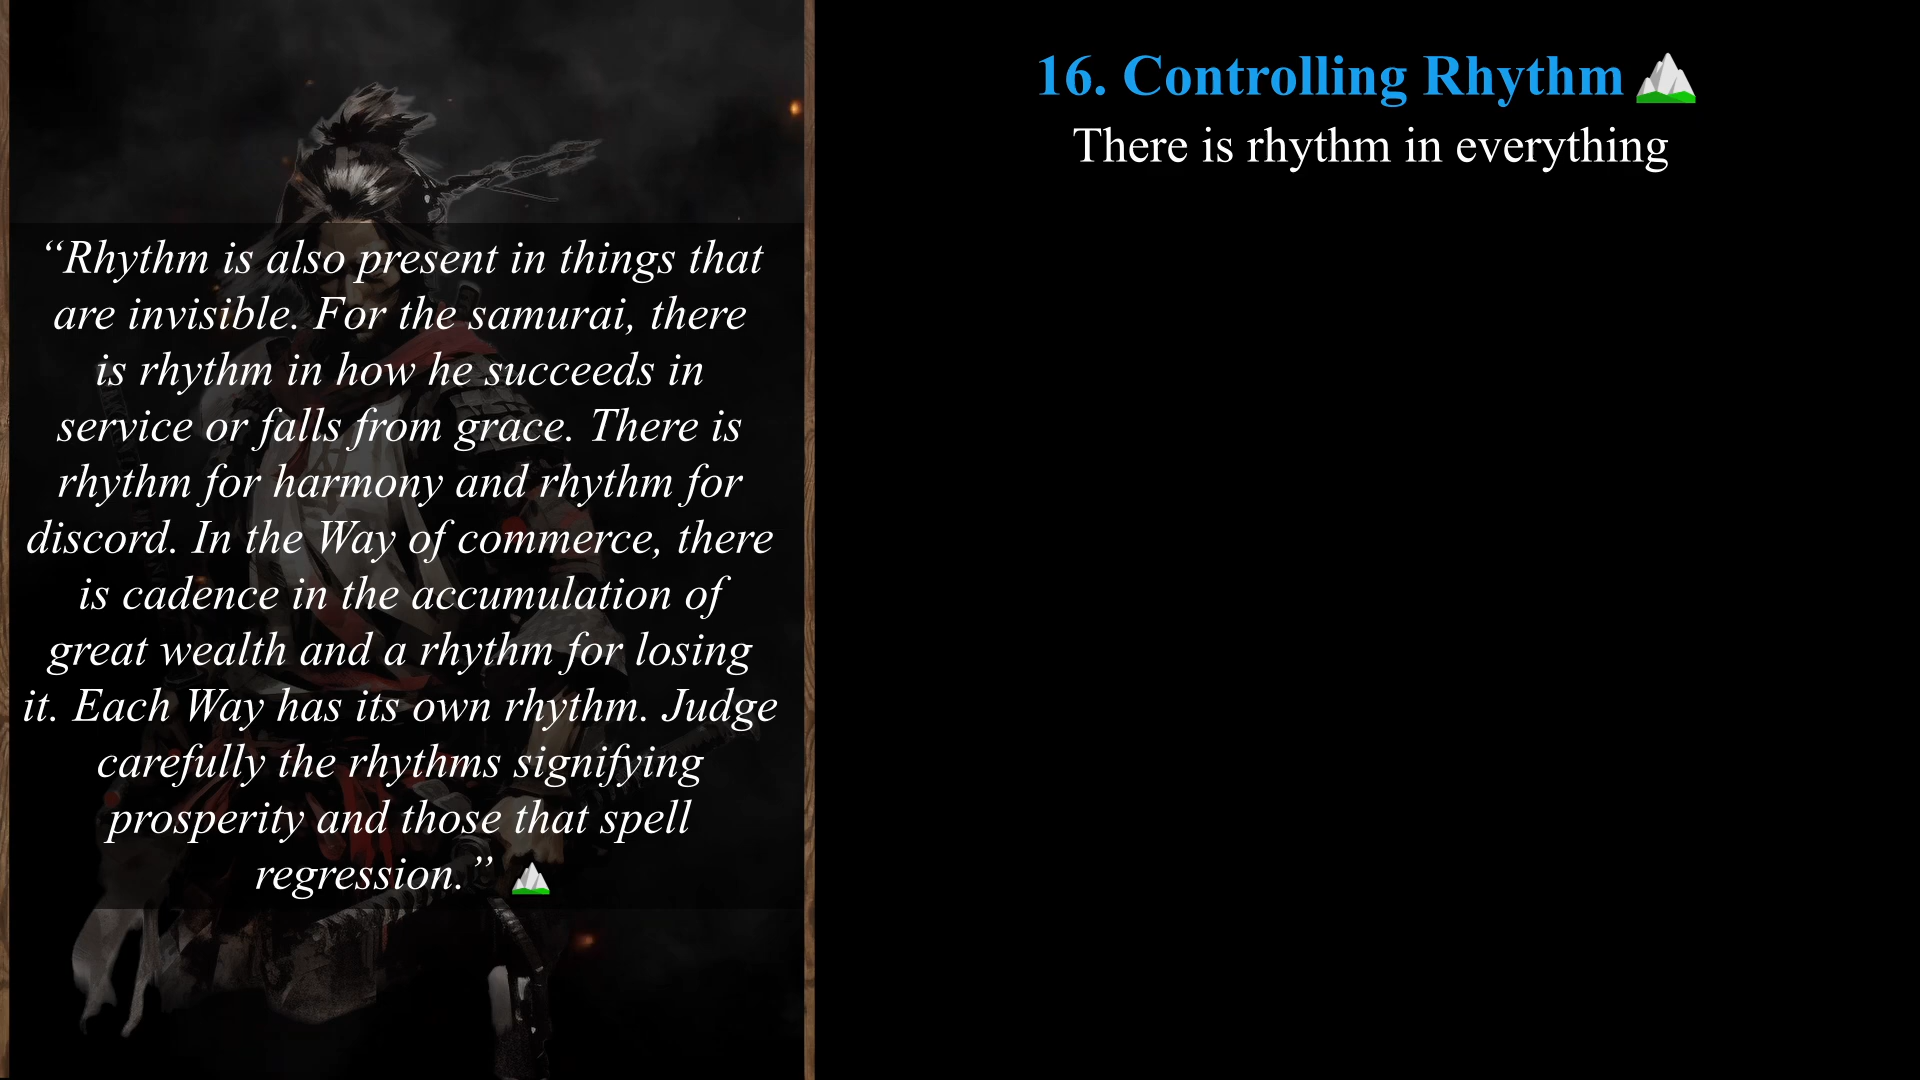 “Rhythm is also present in things that
are invisible. For the samurai, there
is rhythm in how he succeeds in
service or falls from grace. There is
rhythm for harmony and rhythm for
discord. In the Way of commerce, there
is cadence in the accumulation of
great wealth and a rhythm for losing
it. Each Way has its own rhythm. Judge
carefully the rhythms signifying
prosperity and those that spell
regression.”
16. Controlling Rhythm
There is rhythm in everything